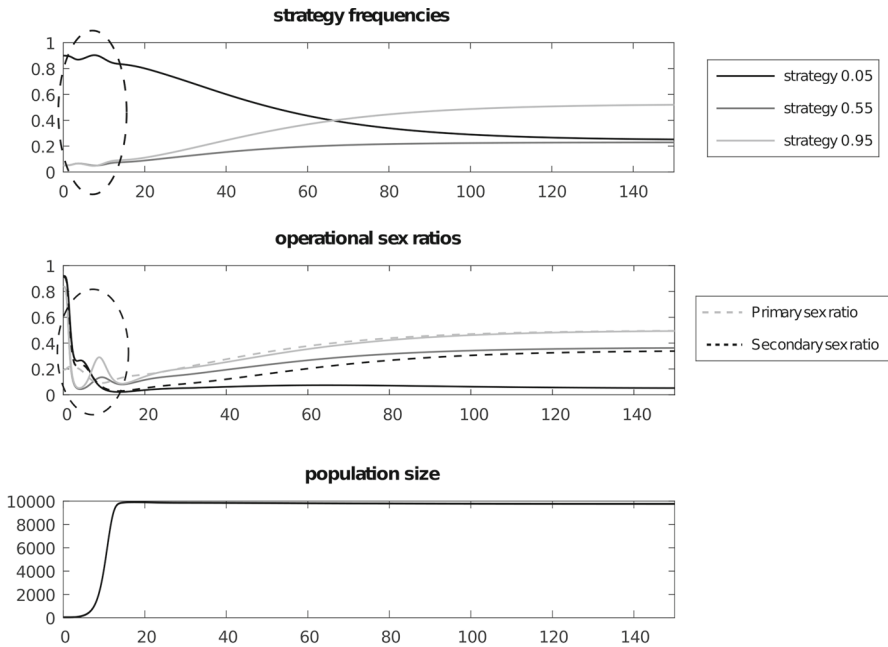 strategy frequencies
1
0.8
0.6
0.4
0.2
0
0 20 40 60 80 100 120 140
strategy 0.05
strategy 0.55
strategy 0.95
operational sex ratios
1
0.8
0.6
0.4
0.2
0
0 20 40 60 80 100 120 140
Primary sex ratio
Secondary sex ratio
population size
10000
8000
6000
4000
2000
0
0 20 40 60 80 100 120 140